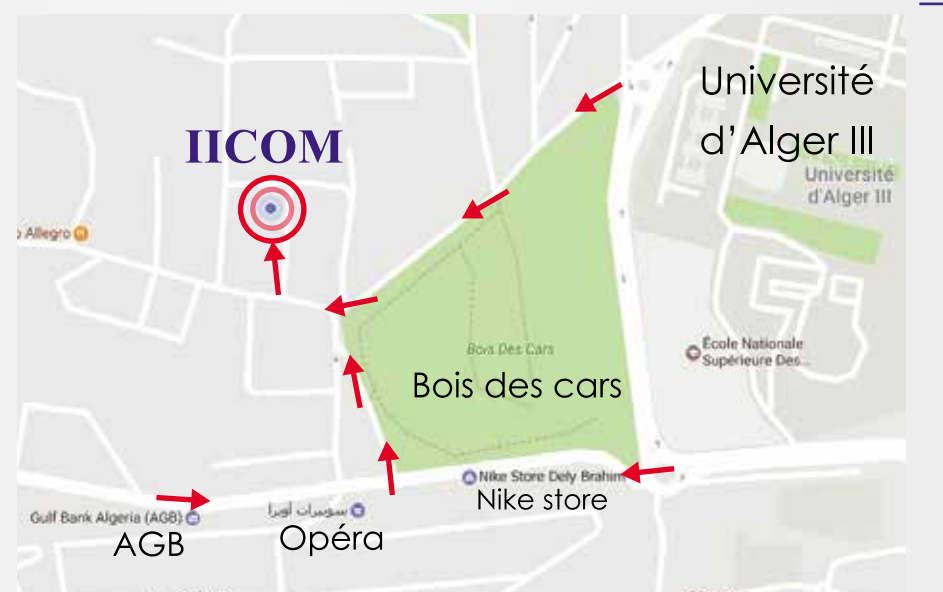 Université
d'Alger III
IICOM
Université
d'Alger III
Allegro
Bois Des Cars
École Nationale
Supérieure Des...
Bois des cars
Nike Store Dely Brahim
Nike store
سوبيرات أوبرا
Gulf Bank Algeria (AGB)
Opéra
AGB